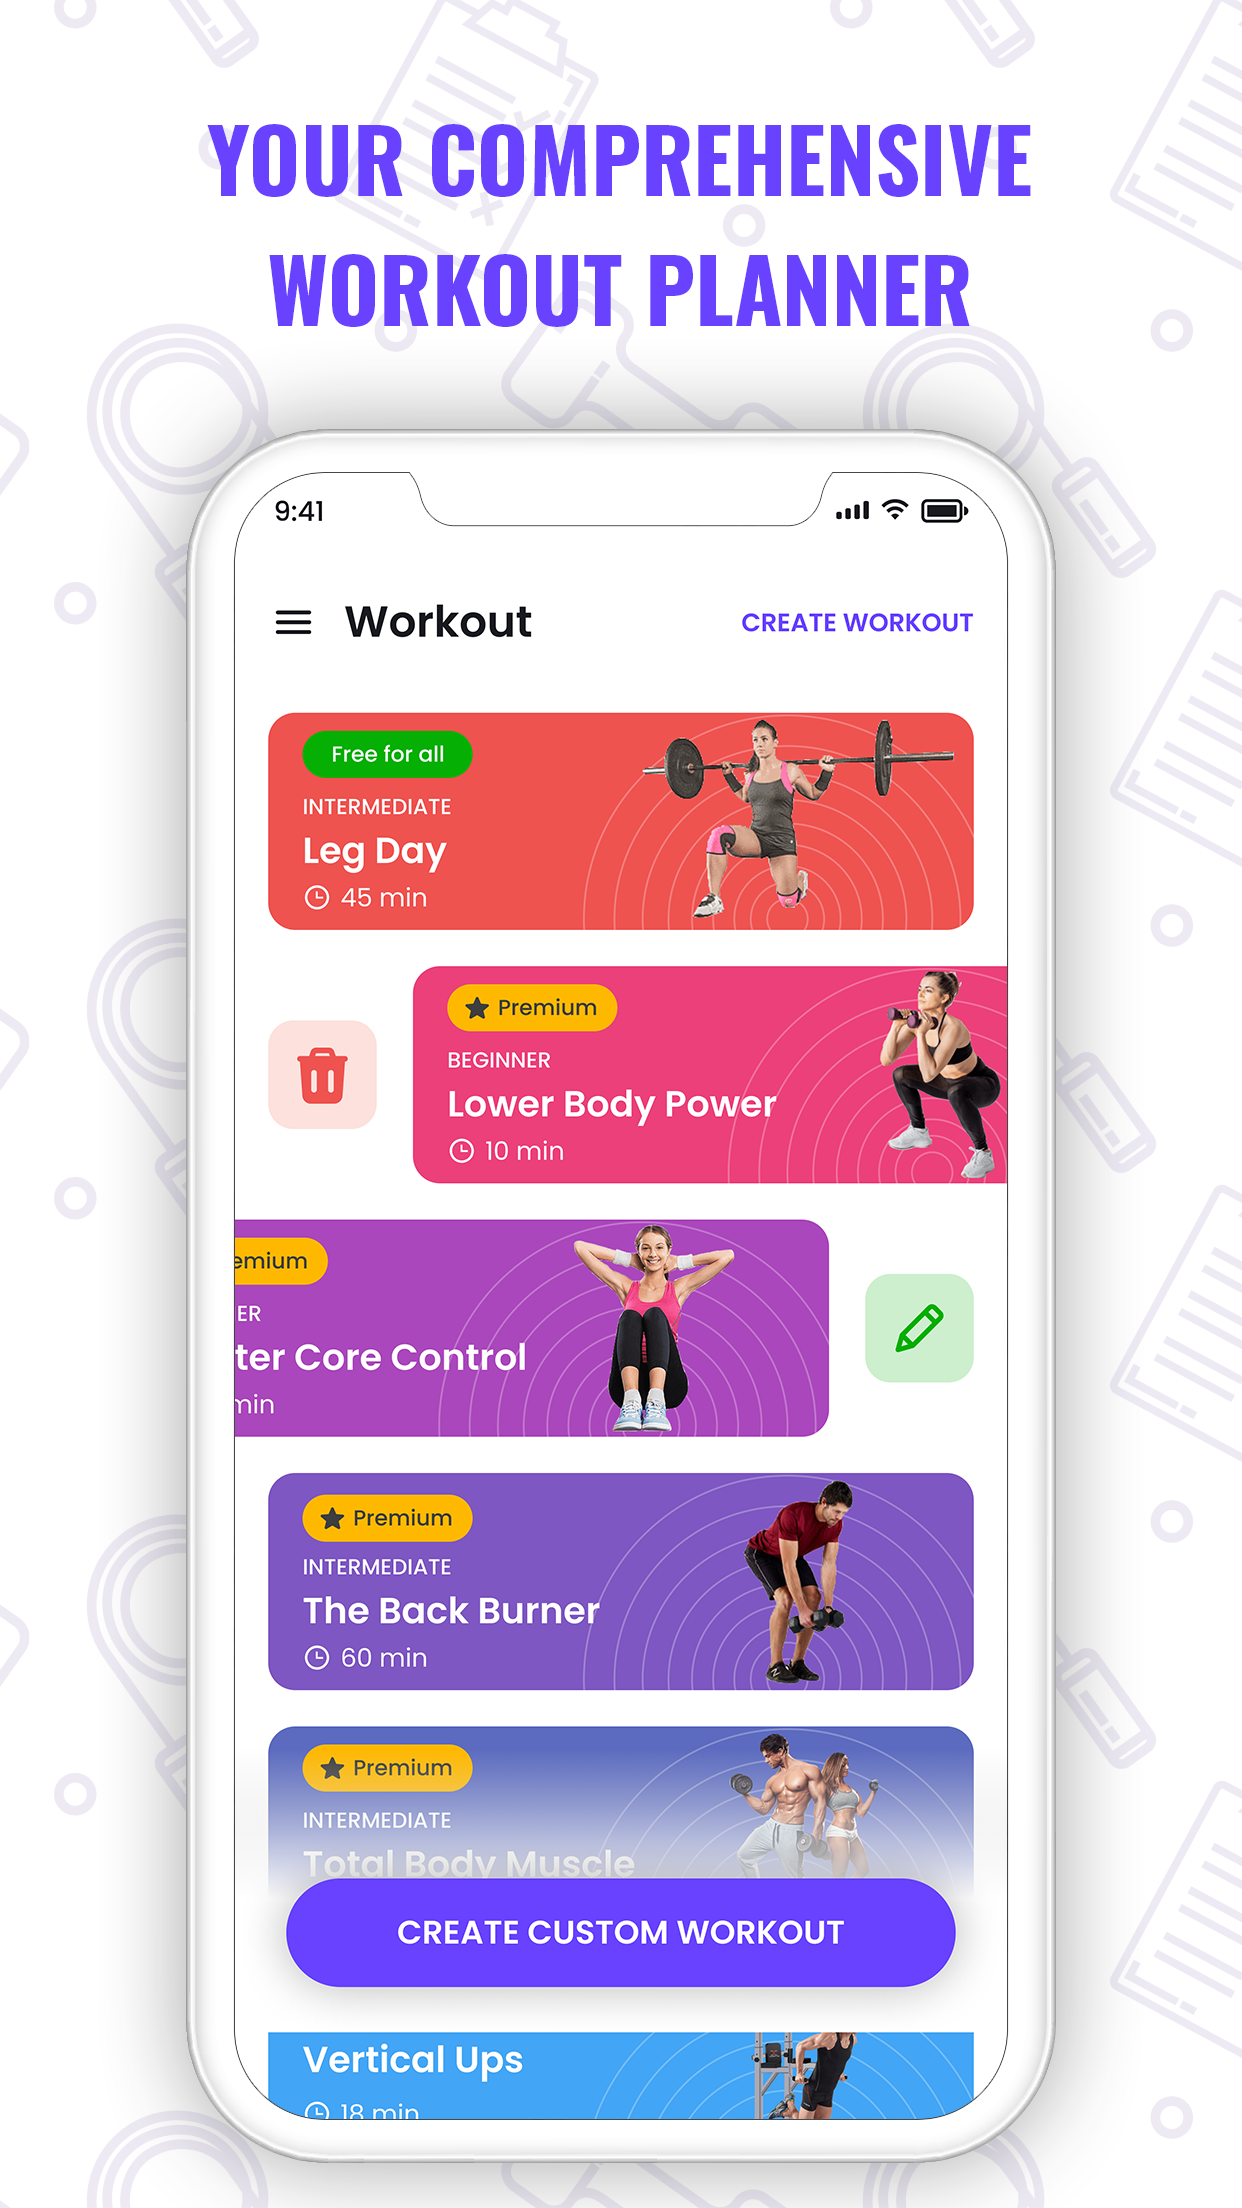 YOUR COMPREHENSIVE
WORKOUT PLANNER
9:41
Workout
CREATE WORKOUT
Free for all
INTERMEDIATE
Leg Day
45 min
Premium
BEGINNER
Lower Body Power
10 min
emium
ER
ter Core Control
min
Premium
INTERMEDIATE
The Back Burner
60 min
Premium
INTERMEDIATE
Total Body Muscle
CREATE CUSTOM WORKOUT
Vertical Ups
18 min